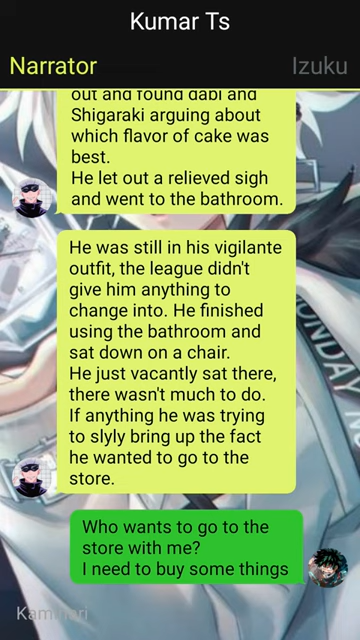 Kumar Ts
Narrator
Izuku
out and found dabi and
Shigaraki arguing about
which flavor of cake was
best.
He let out a relieved sigh
and went to the bathroom.
He was still in his vigilante
outfit, the league didn't
give him anything to
change into. He finished
using the bathroom and
sat down on a chair.
He just vacantly sat there,
there wasn't much to do.
If anything he was trying
to slyly bring up the fact
he wanted to go to the
store.
Who wants to go to the
store with me?
I need to buy some things